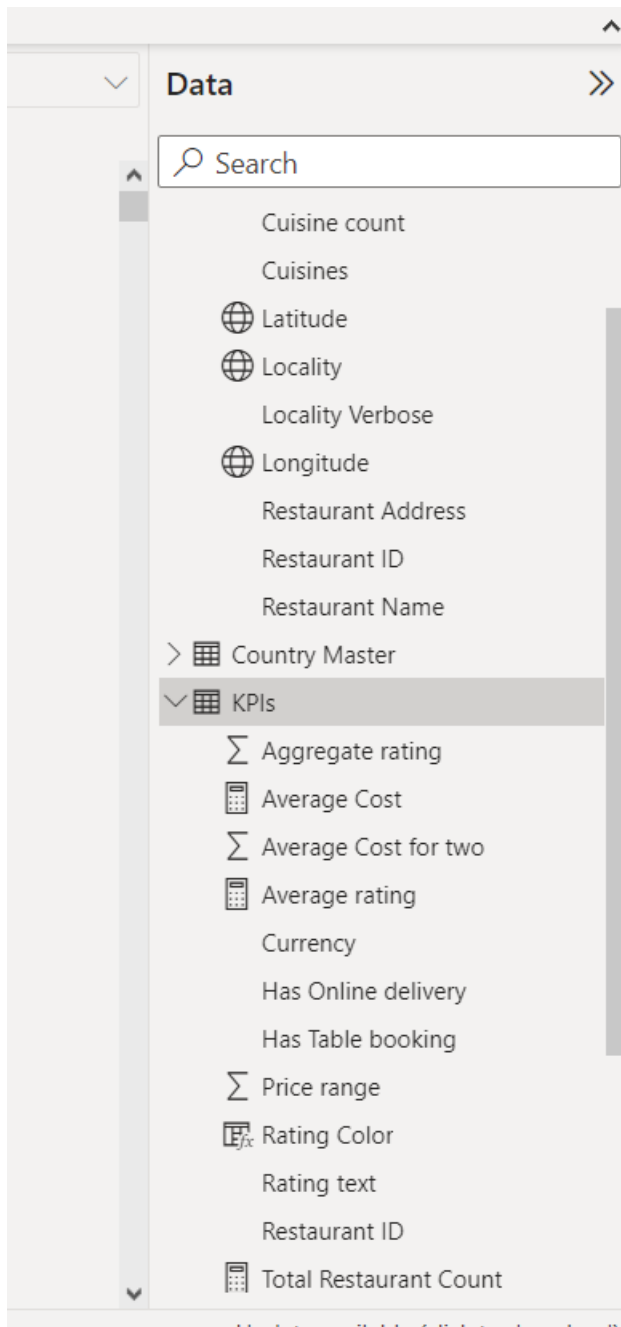 Data
Search
Cuisine count
Cuisines
Latitude
Locality
Locality Verbose
Longitude
Restaurant Address
Restaurant ID
Restaurant Name
Country Master
KPIs
Aggregate rating
Average Cost
Average Cost for two
Average rating
Currency
Has Online delivery
Has Table booking
Price range
Rating Color
Rating text
Restaurant ID
Total Restaurant Count